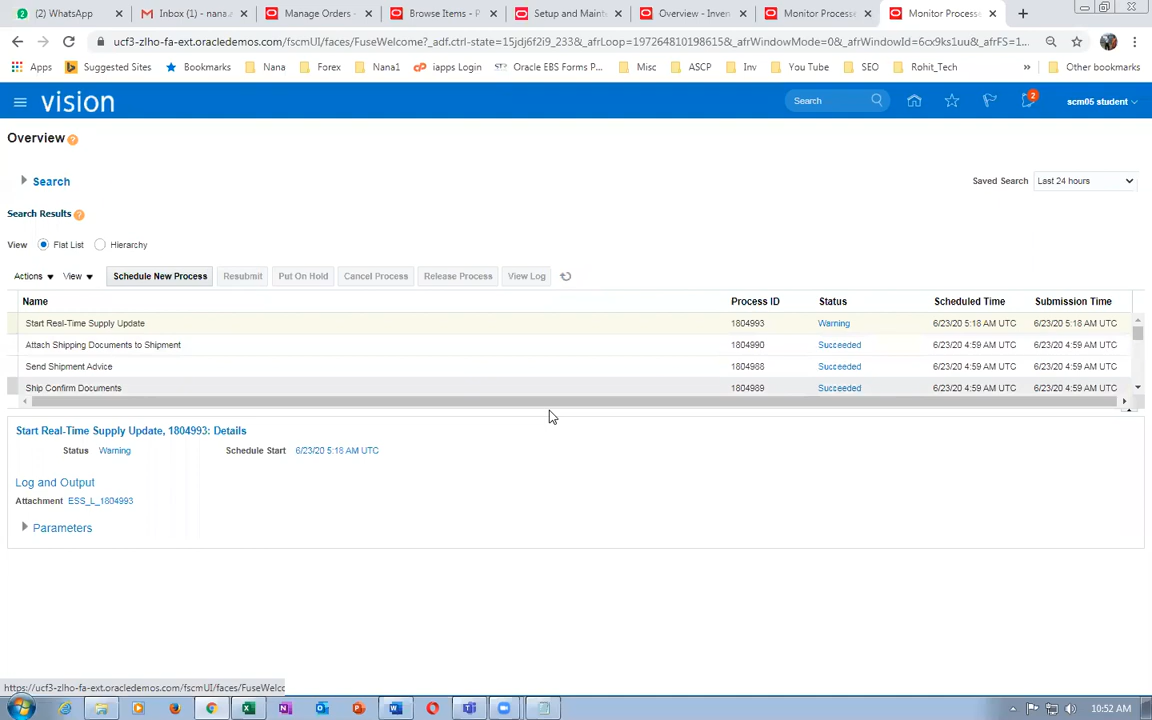 (2) WhatsApp
Inbox (1) - nana.a
Manage Orders -
Browse Items - P
Setup and Maint
Overview - Inven
Monitor Processe
Monitor Processe
ucf3-zlho-fa-ext.oracledemos.com/fscmUI/faces/FuseWelcome?_adf.ctrl-state=15jdj6f2i9_233&_afrLoop=197264810198615&_afrWindowMode=0&_afrWindowId=6cx9ks1uu&_afrFS=1...
Apps
Suggested Sites
Bookmarks
Nana
Forex
Nana1
iapps Login
Oracle EBS Forms P...
Misc
ASCP
Inv
You Tube
SEO
Rohit_Tech
»
Other bookmarks
vision
Search
2
scm05 student
Overview
Search
Saved Search Last 24 hours
Search Results
View Flat List Hierarchy
Actions View Schedule New Process Resubmit Put On Hold Cancel Process Release Process View Log
Name Process ID Status Scheduled Time Submission Time
Start Real-Time Supply Update 1804993 Warning 6/23/20 5:18 AM UTC 6/23/20 5:18 AM UTC
Attach Shipping Documents to Shipment 1804990 Succeeded 6/23/20 4:59 AM UTC 6/23/20 4:59 AM UTC
Send Shipment Advice 1804988 Succeeded 6/23/20 4:59 AM UTC 6/23/20 4:59 AM UTC
Ship Confirm Documents 1804989 Succeeded 6/23/20 4:59 AM UTC 6/23/20 4:59 AM UTC
Start Real-Time Supply Update, 1804993: Details
Status Warning Schedule Start 6/23/20 5:18 AM UTC
Log and Output
Attachment ESS_L_1804993
Parameters
https://ucf3-zlho-fa-ext.oracledemos.com/fscmUI/faces/FuseWelc
10:52 AM